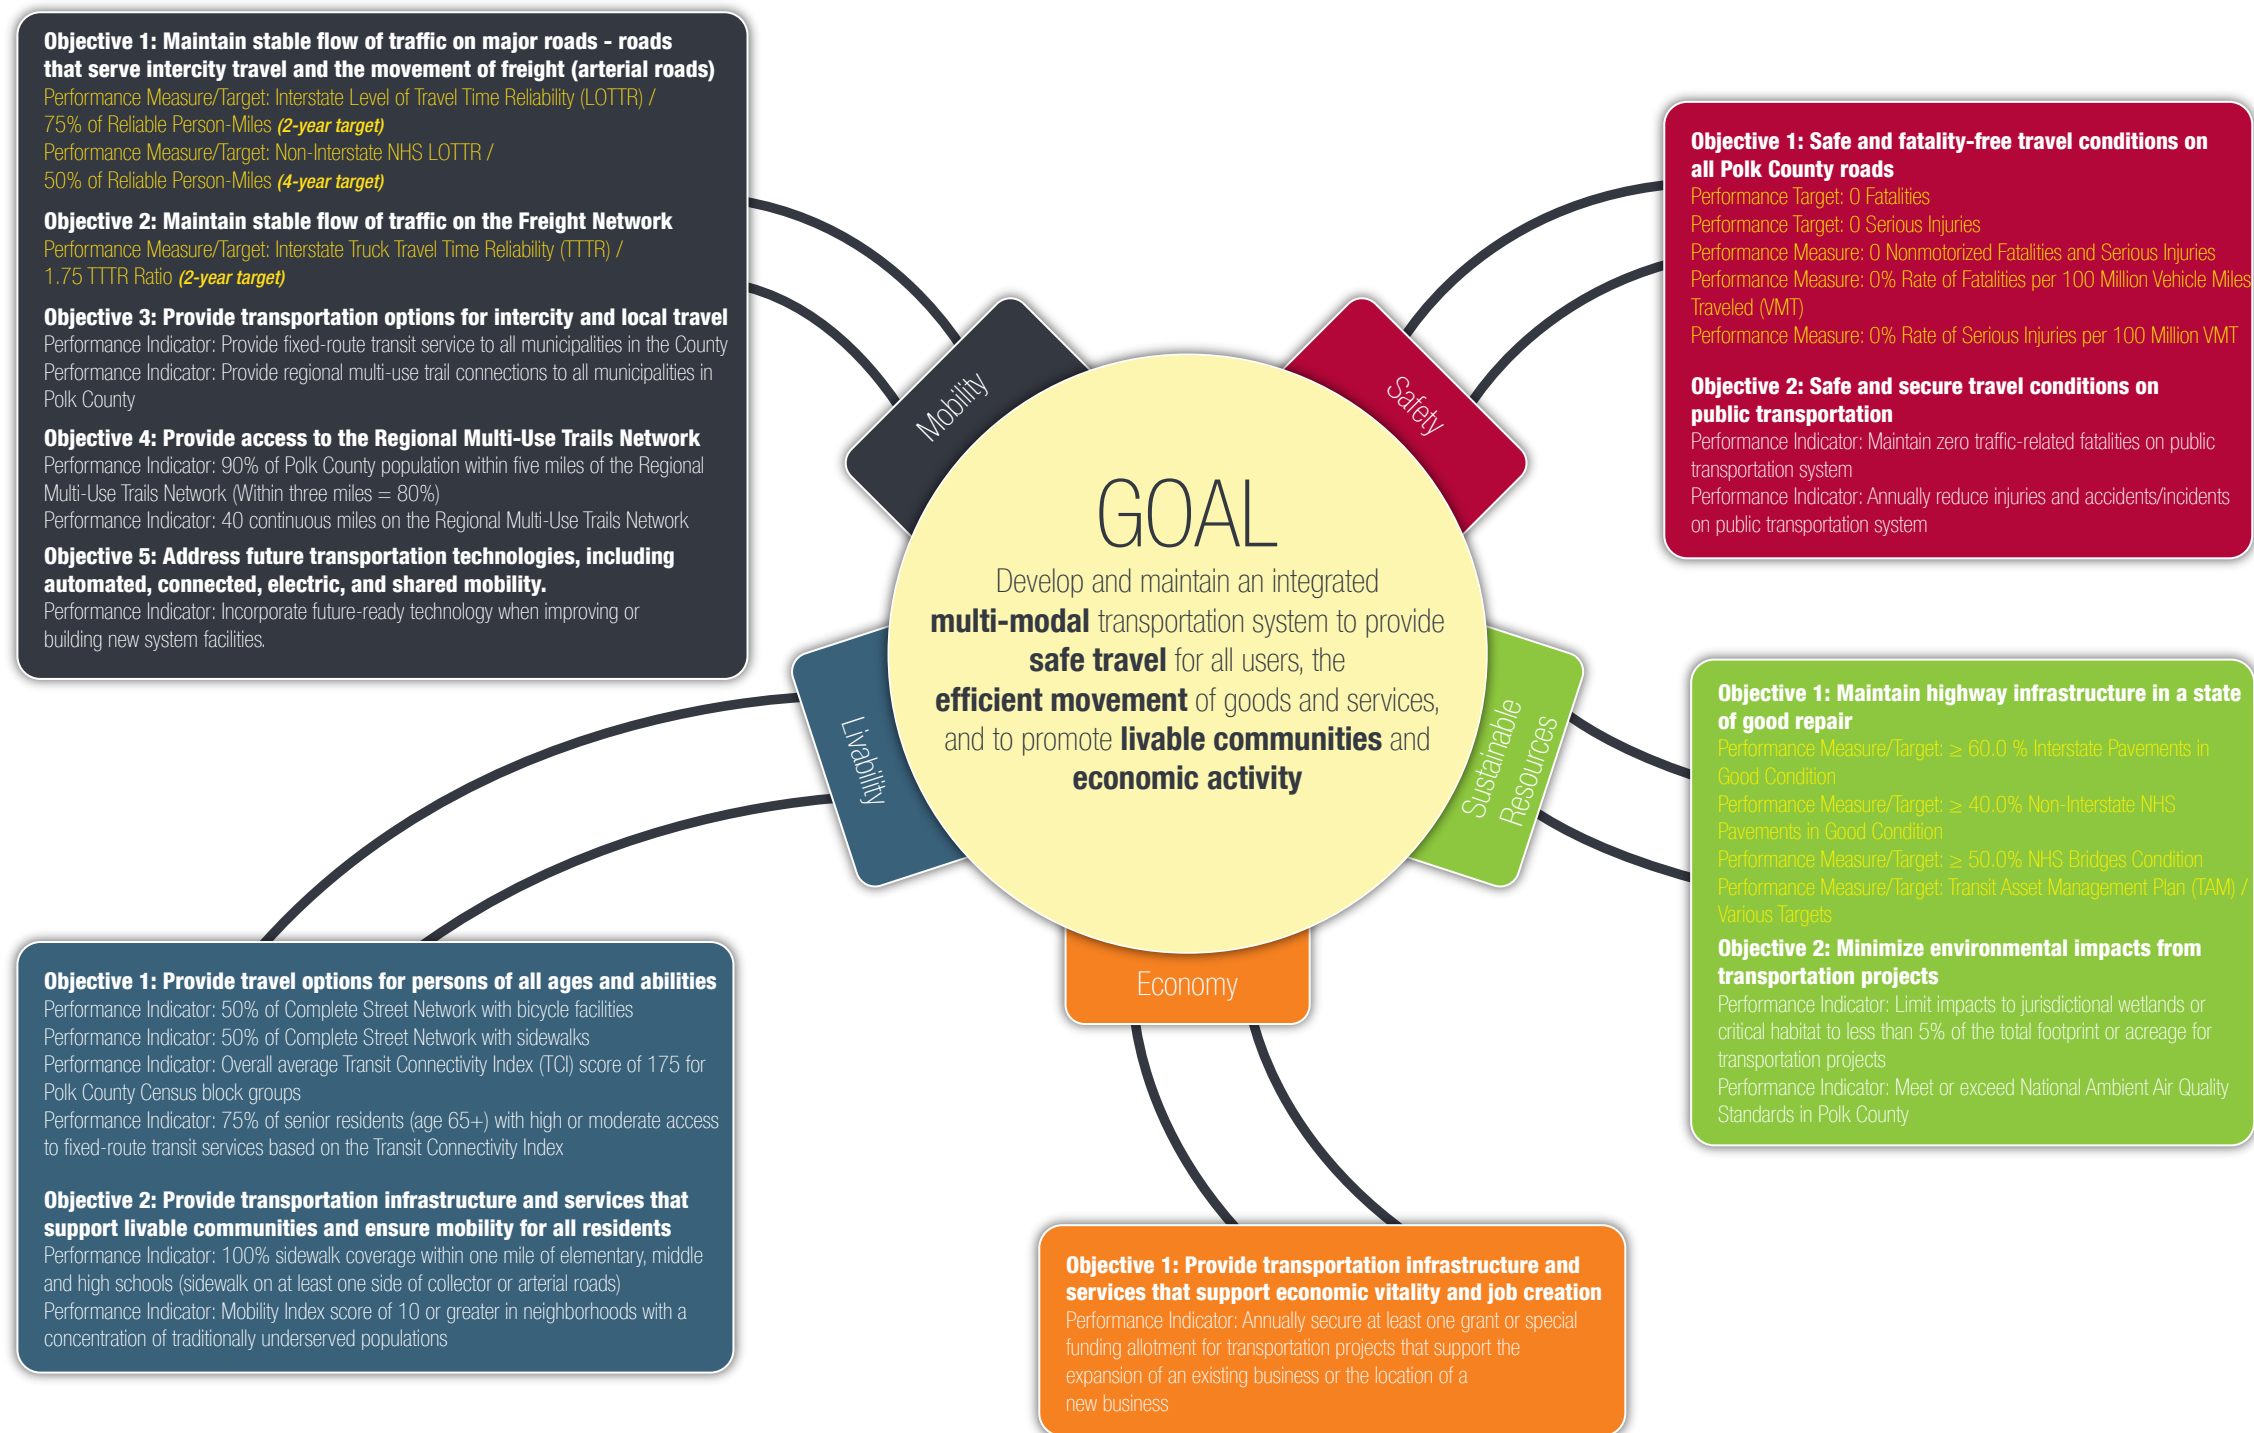 Objective 1: Maintain stable flow of traffic on major roads - roads
that serve intercity travel and the movement of freight (arterial roads)
Performance Measure/Target: Interstate Level of Travel Time Reliability (LOTTR) /
75% of Reliable Person-Miles (2-year target)
Performance Measure/Target: Non-Interstate NHS LOTTR /
50% of Reliable Person-Miles (4-year target)
Objective 2: Maintain stable flow of traffic on the Freight Network
Performance Measure/Target: Interstate Truck Travel Time Reliability (TTTR) /
1.75 TTTR Ratio (2-year target)
Objective 3: Provide transportation options for intercity and local travel
Performance Indicator: Provide fixed-route transit service to all municipalities in the County
Performance Indicator: Provide regional multi-use trail connections to all municipalities in
Polk County
Objective 4: Provide access to the Regional Multi-Use Trails Network
Performance Indicator: 90% of Polk County population within five miles of the Regional
Multi-Use Trails Network (Within three miles = 80%)
Performance Indicator: 40 continuous miles on the Regional Multi-Use Trails Network
Objective 5: Address future transportation technologies, including
automated, connected, electric, and shared mobility.
Performance Indicator: Incorporate future-ready technology when improving or
building new system facilities.
Objective 1: Safe and fatality-free travel conditions on
all Polk County roads
Performance Target: 0 Fatalities
Performance Target: 0 Serious Injuries
Performance Measure: 0 Nonmotorized Fatalities and Serious Injuries
Performance Measure: 0% Rate of Fatalities per 100 Million Vehicle Miles
Traveled (VMT)
Performance Measure: 0% Rate of Serious Injuries per 100 Million VMT
Objective 2: Safe and secure travel conditions on
public transportation
Performance Indicator: Maintain zero traffic-related fatalities on public
transportation system
Performance Indicator: Annually reduce injuries and accidents/incidents
on public transportation system
Mobility
Safety
GOAL
Develop and maintain an integrated
multi-modal transportation system to provide
safe travel for all users, the
efficient movement of goods and services,
and to promote livable communities and
economic activity
Livability
Sustainable
Resources
Economy
Objective 1: Maintain highway infrastructure in a state
of good repair
Performance Measure/Target: ≥ 60.0 % Interstate Pavements in
Good Condition
Performance Measure/Target: ≥ 40.0% Non-Interstate NHS
Pavements in Good Condition
Performance Measure/Target: ≥ 50.0% NHS Bridges Condition
Performance Measure/Target: Transit Asset Management Plan (TAM) /
Various Targets
Objective 2: Minimize environmental impacts from
transportation projects
Performance Indicator: Limit impacts to jurisdictional wetlands or
critical habitat to less than 5% of the total footprint or acreage for
transportation projects
Performance Indicator: Meet or exceed National Ambient Air Quality
Standards in Polk County
Objective 1: Provide travel options for persons of all ages and abilities
Performance Indicator: 50% of Complete Street Network with bicycle facilities
Performance Indicator: 50% of Complete Street Network with sidewalks
Performance Indicator: Overall average Transit Connectivity Index (TCI) score of 175 for
Polk County Census block groups
Performance Indicator: 75% of senior residents (age 65+) with high or moderate access
to fixed-route transit services based on the Transit Connectivity Index
Objective 2: Provide transportation infrastructure and services that
support livable communities and ensure mobility for all residents
Performance Indicator: 100% sidewalk coverage within one mile of elementary, middle
and high schools (sidewalk on at least one side of collector or arterial roads)
Performance Indicator: Mobility Index score of 10 or greater in neighborhoods with a
concentration of traditionally underserved populations
Objective 1: Provide transportation infrastructure and
services that support economic vitality and job creation
Performance Indicator: Annually secure at least one grant or special
funding allotment for transportation projects that support the
expansion of an existing business or the location of a
new business